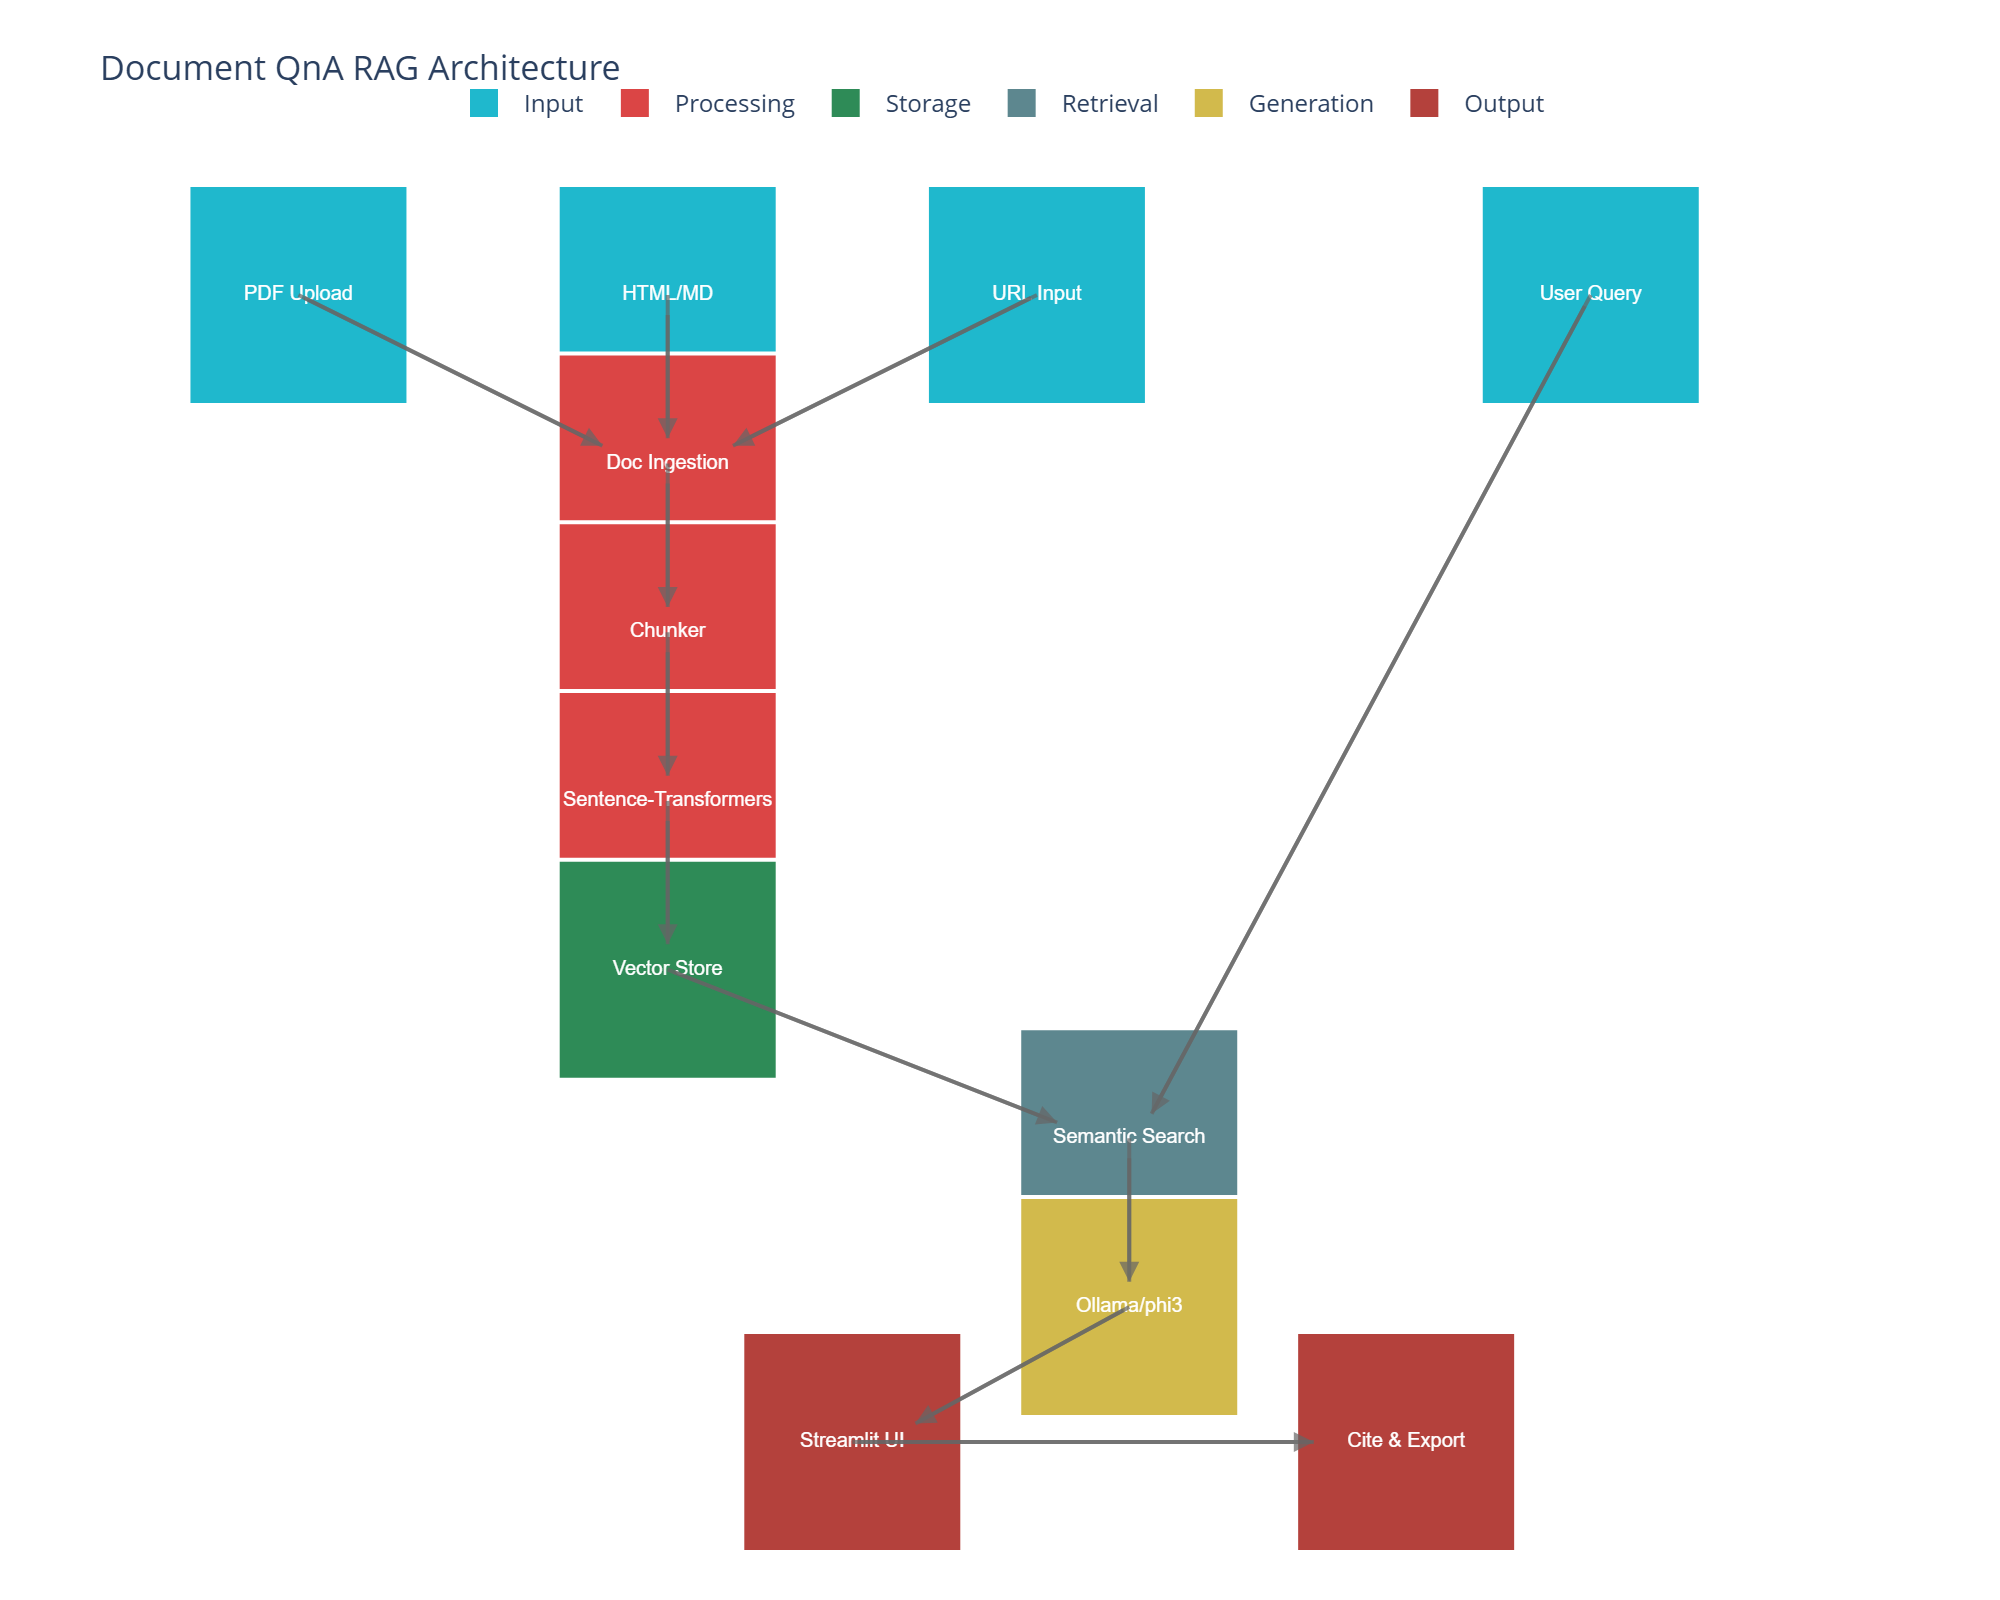 Document QnA RAG Architecture
Input Processing Storage Retrieval Generation Output
PDF Upload HTML/MD URL Input User Query
Doc Ingestion
Chunker
Sentence-Transformers
Vector Store
Semantic Search
Ollama/phi3
Streamlit UI Cite & Export